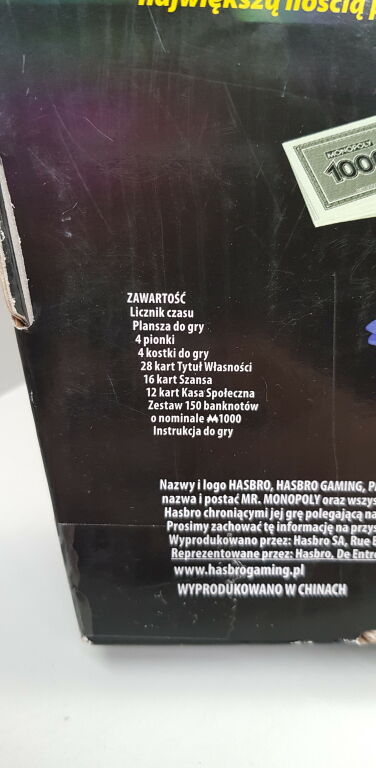 największą ilością
MONOPOLY
1000
ZAWARTOŚĆ
Licznik czasu
Plansza do gry
4 pionki
4 kostki do gry
28 kart Tytuł Własności
16 kart Szansa
12 kart Kasa Społeczna
Zestaw 150 banknotów
o nominale ₩1000
Instrukcja do gry
Nazwy i logo HASBRO, HASBRO GAMING,
nazwa i postać MR. MONOPOLY oraz
Hasbro chroniącymi jej grę polegającą na
Prosimy zachować tę informację na
Wyprodukowano przez: Hasbro SA, Rue
Reprezentowane przez: Hasbro. De
www.hasbrogaming.pl
WYPRODUKOWANO W CHINACH